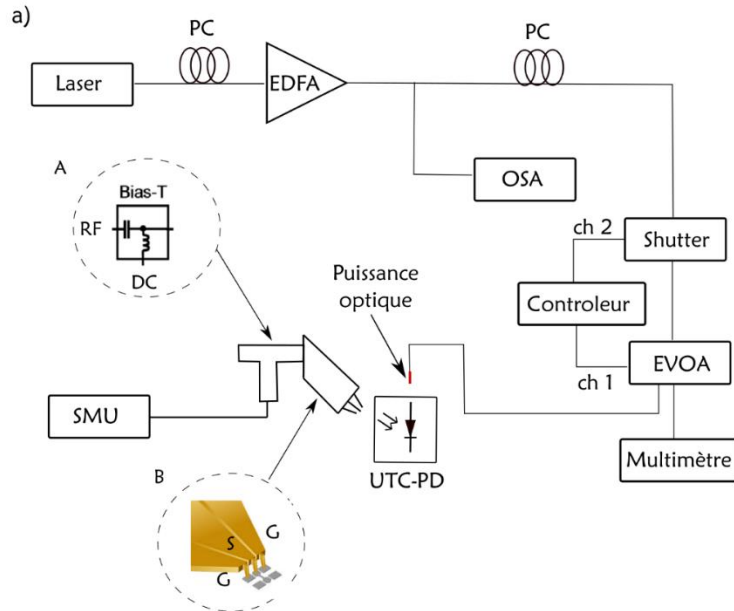 a)
PC
PC
Laser
EDFA
OSA
A
Bias-T
RF
DC
ch 2
Shutter
Puissance
optique
Controleur
ch 1
EVOA
SMU
UTC-PD
Multimètre
B
G
S
G